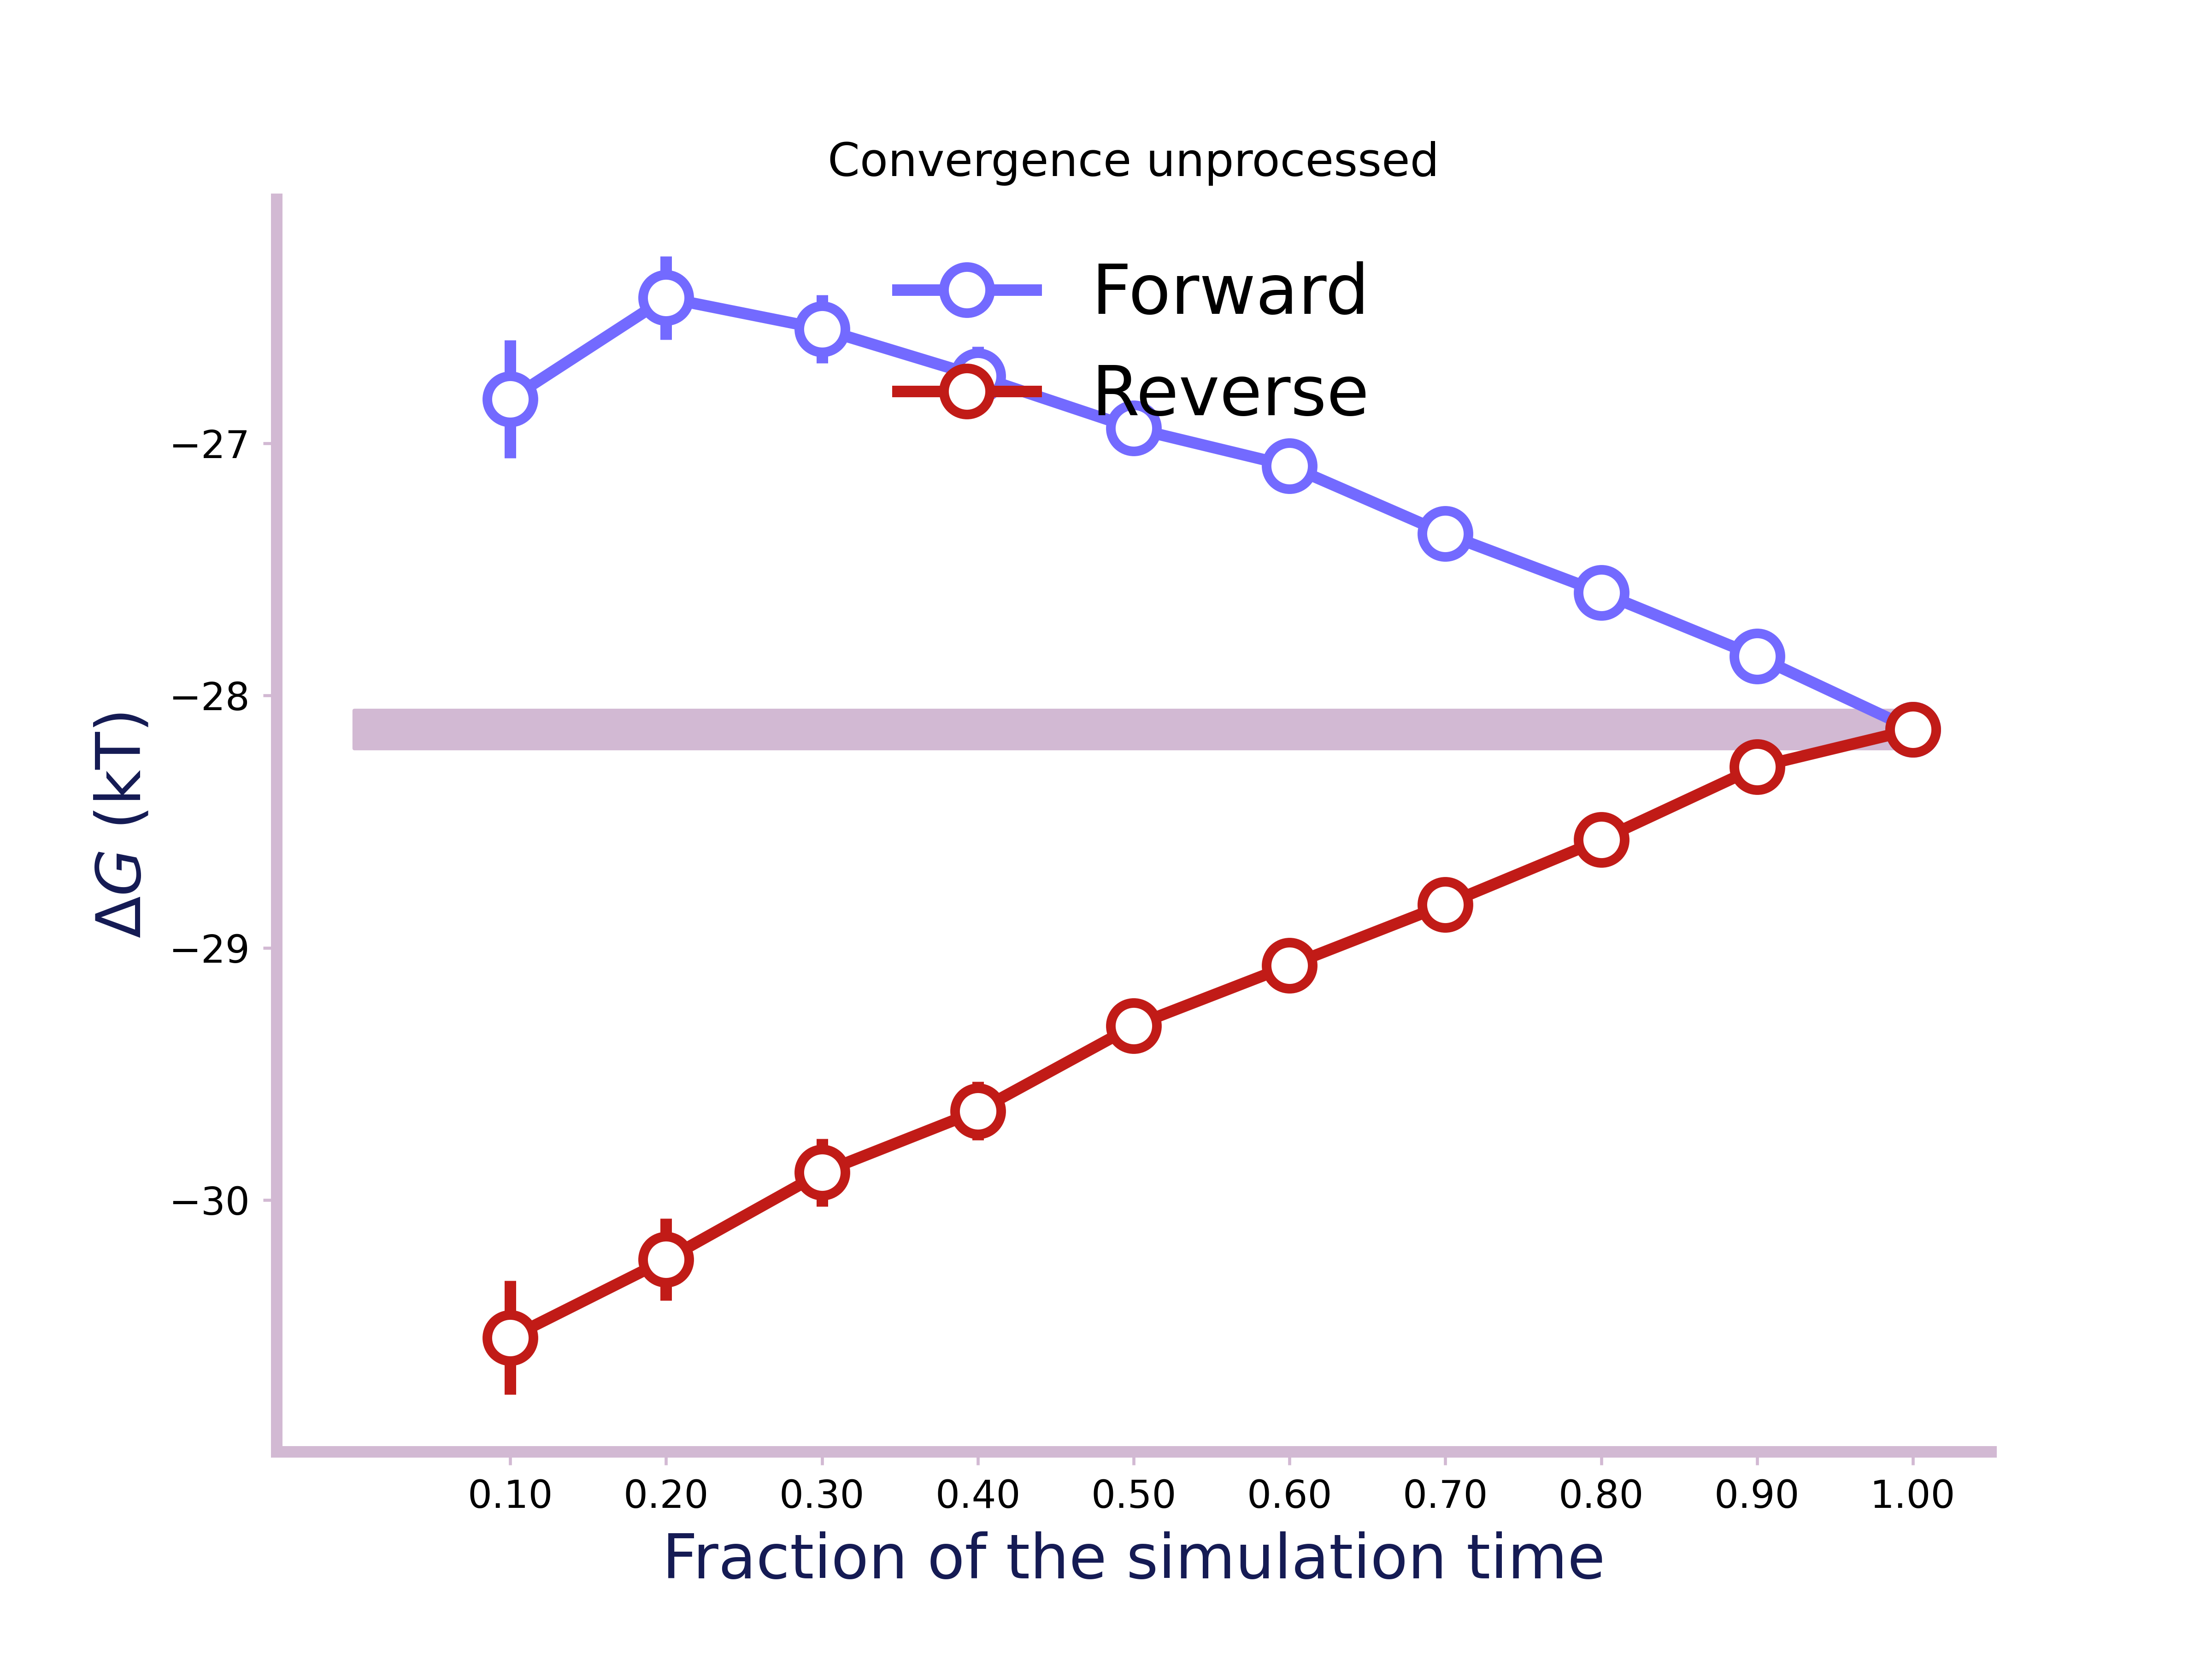 Convergence unprocessed
Forward
Reverse
−27
−28
−29
−30
ΔG (kT)
0.10 0.20 0.30 0.40 0.50 0.60 0.70 0.80 0.90 1.00
Fraction of the simulation time